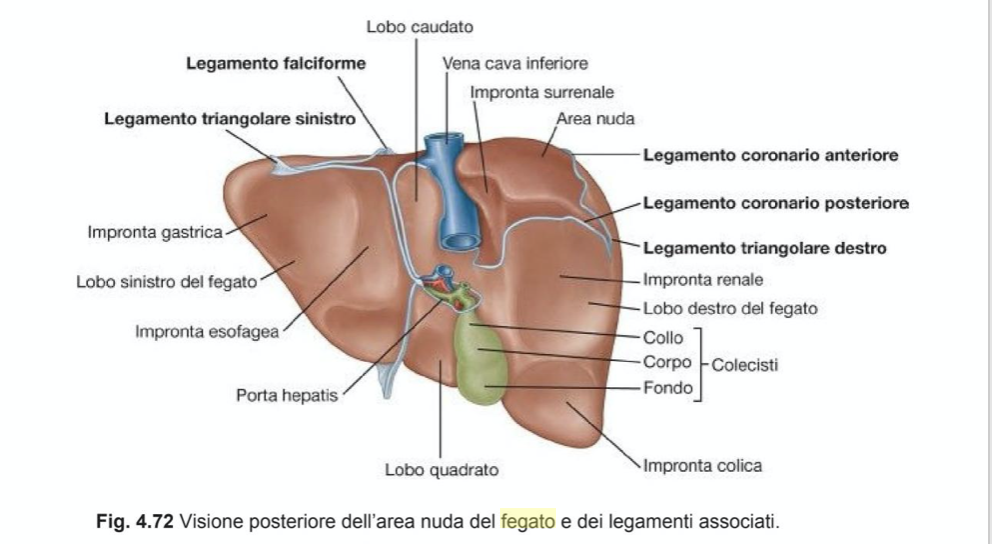 Lobo caudato
Legamento falciforme
Vena cava inferiore
Impronta surrenale
Legamento triangolare sinistro
Area nuda
Legamento coronario anteriore
Legamento coronario posteriore
Impronta gastrica
Legamento triangolare destro
Lobo sinistro del fegato
Impronta renale
Lobo destro del fegato
Impronta esofagea
Collo
Corpo
Colecisti
Fondo
Porta hepatis
Lobo quadrato
Impronta colica
Fig. 4.72 Visione posteriore dell'area nuda del fegato e dei legamenti associati.